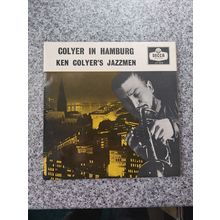 COLYER IN HAMBURG
KEN COLYER'S JAZZMEN
DECCA